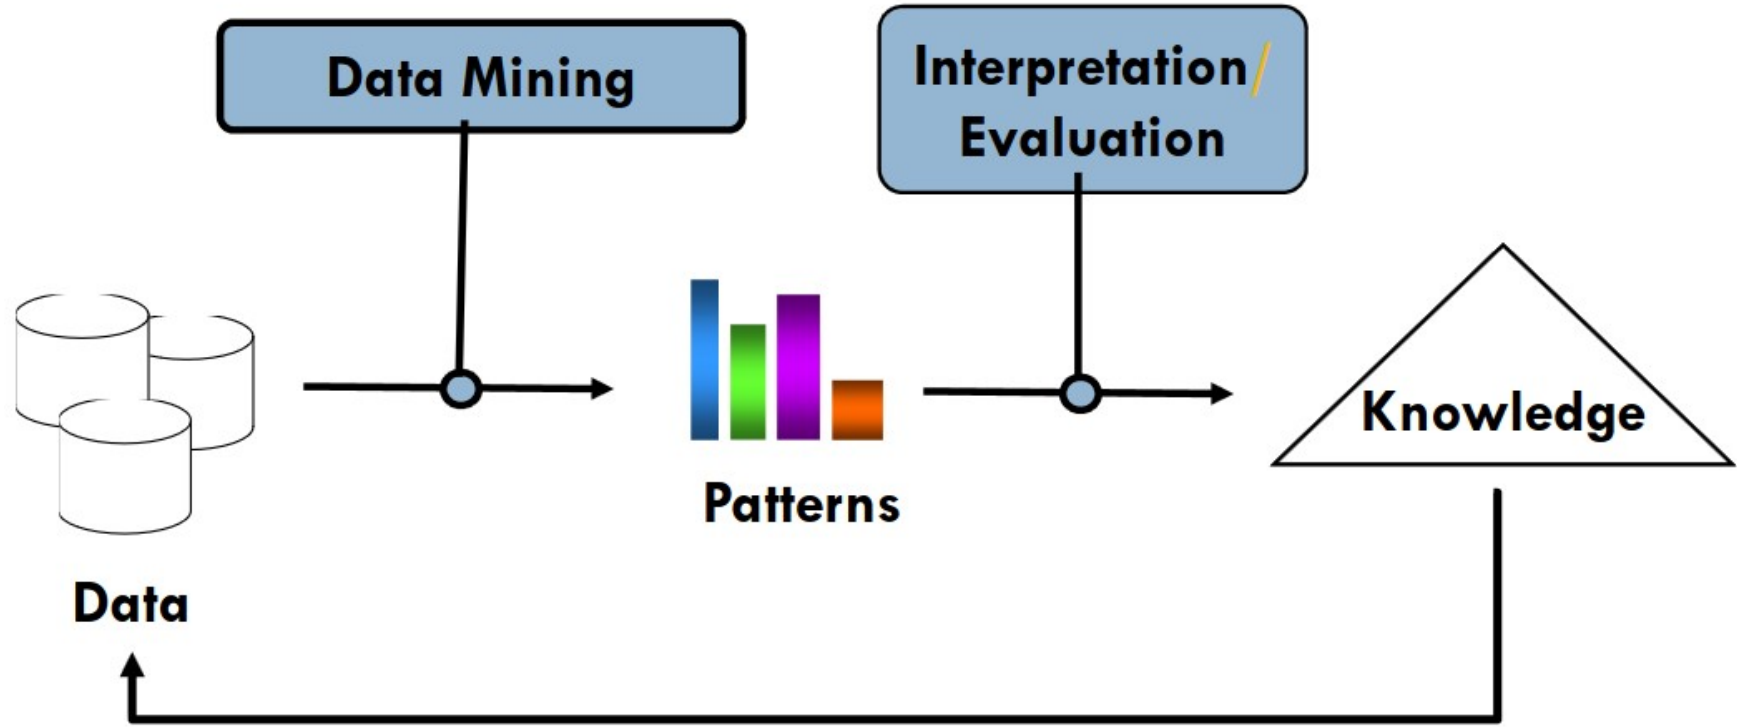 Data Mining
Interpretation/
Evaluation
Knowledge
Patterns
Data